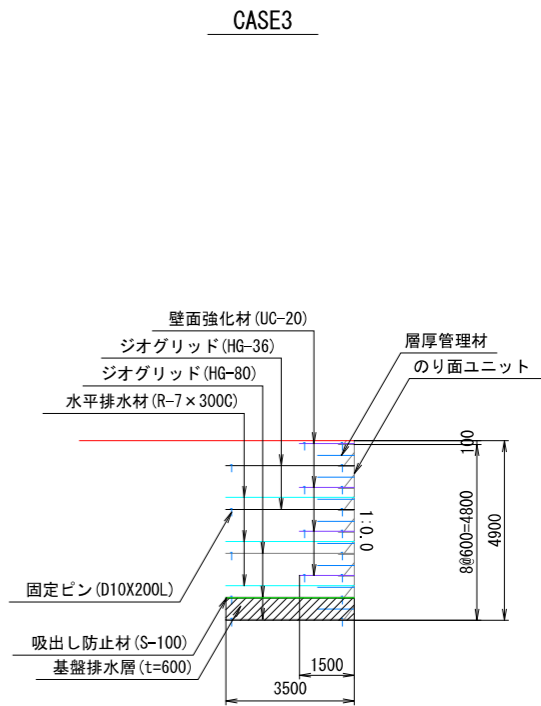 CASE3
壁面強化材(UC-20)
ジオグリッド(HG-36)
ジオグリッド(HG-80)
水平排水材(R-7×300C)
層厚管理材
のり面ユニット
100
8@600=4800
4900
1:0.0
固定ピン(D10X200L)
吸出し防止材(S-100)
基盤排水層(t=600)
1500
3500